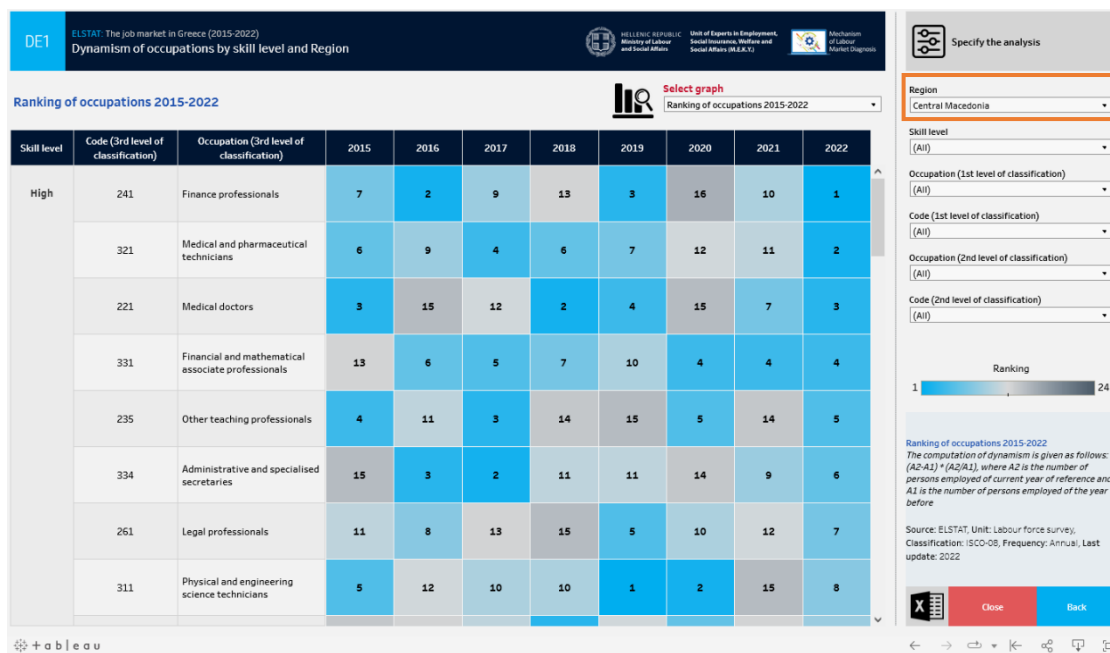 DE1
ELSTAT: The job market in Greece (2015-2022)
Dynamism of occupations by skill level and Region
HELLENIC REPUBLIC
Ministry of Labour
and Social Affairs
Unit of Experts in Employment,
Social Insurance, Welfare and
Social Affairs (M.E.K.Y.)
Mechanism
of Labour
Market Diagnosis
Specify the analysis
Ranking of occupations 2015-2022
Select graph
Ranking of occupations 2015-2022
Region
Central Macedonia
Skill level
(All)
Occupation (1st level of classification)
(All)
Code (1st level of classification)
(All)
Occupation (2nd level of classification)
(All)
Code (2nd level of classification)
(All)
Skill level Code (3rd level of classification) Occupation (3rd level of classification) 2015 2016 2017 2018 2019 2020 2021 2022
High 241 Finance professionals 7 2 9 13 3 16 10 1
321 Medical and pharmaceutical technicians 6 9 4 6 7 12 11 2
221 Medical doctors 3 15 12 2 4 15 7 3
331 Financial and mathematical associate professionals 13 6 5 7 10 4 4 4
235 Other teaching professionals 4 11 3 14 15 5 14 5
334 Administrative and specialised secretaries 15 3 2 11 11 14 9 6
261 Legal professionals 11 8 13 15 5 10 12 7
311 Physical and engineering science technicians 5 12 10 10 1 2 15 8
Ranking
1 24
Ranking of occupations 2015-2022
The computation of dynamism is given as follows:
(A2-A1) * (A2/A1), where A2 is the number of
persons employed of current year of reference and
A1 is the number of persons employed of the year
before
Source: ELSTAT, Unit: Labour force survey,
Classification: ISCO-08, Frequency: Annual, Last
update: 2022
Close
Back
+ a b l e a u